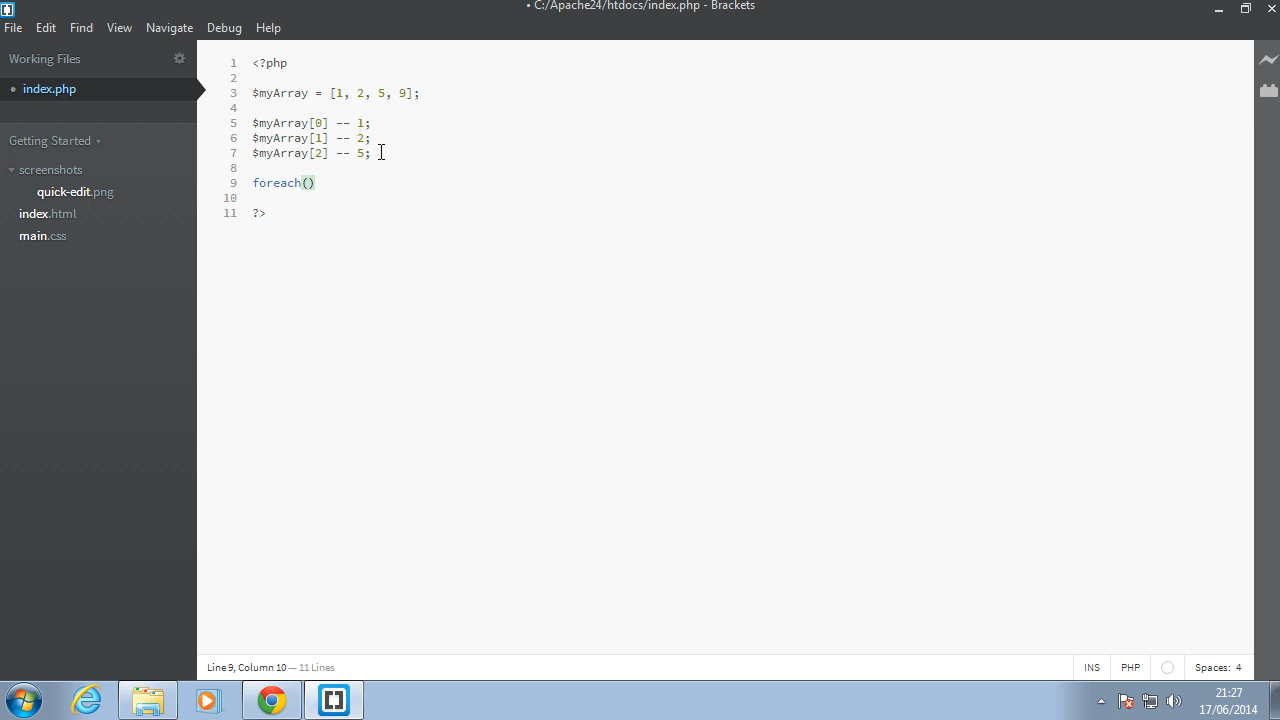 • C:/Apache24/htdocs/index.php - Brackets
File Edit Find View Navigate Debug Help
Working Files
• index.php
Getting Started
screenshots
quick-edit.png
index.html
main.css
1 <?php
2
3 $myArray = [1, 2, 5, 9];
4
5 $myArray[0] -- 1;
6 $myArray[1] -- 2;
7 $myArray[2] -- 5;
8
9 foreach()
10
11 ?>
Line 9, Column 10 — 11 Lines
INS PHP Spaces: 4
21:27
17/06/2014